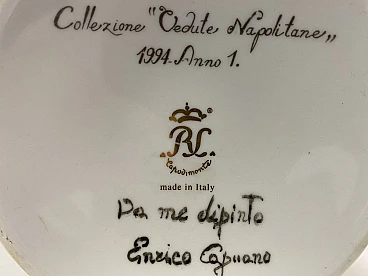 Collezione "Vedute Napolitane„
1994-Anno 1.
RL
®
Capodimonte
made in Italy
Da me dipinto
Enrico Capuano